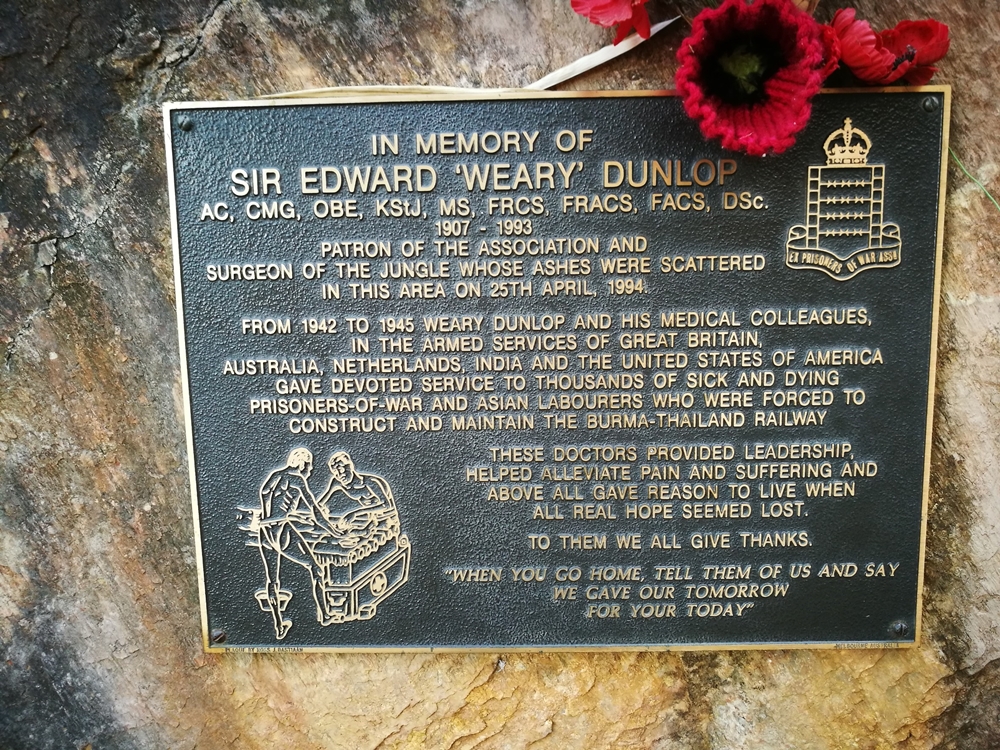 IN MEMORY OF
SIR EDWARD 'WEARY' DUNLOP
AC, CMG, OBE, KStJ, MS, FRCS, FRACS, FACS, DSc.
1907 - 1993
PATRON OF THE ASSOCIATION AND
SURGEON OF THE JUNGLE WHOSE ASHES WERE SCATTERED
IN THIS AREA ON 25TH APRIL, 1994.
EX PRISONERS OF WAR ASSN
FROM 1942 TO 1945 WEARY DUNLOP AND HIS MEDICAL COLLEAGUES,
IN THE ARMED SERVICES OF GREAT BRITAIN,
AUSTRALIA, NETHERLANDS, INDIA AND THE UNITED STATES OF AMERICA
GAVE DEVOTED SERVICE TO THOUSANDS OF SICK AND DYING
PRISONERS-OF-WAR AND ASIAN LABOURERS WHO WERE FORCED TO
CONSTRUCT AND MAINTAIN THE BURMA-THAILAND RAILWAY
THESE DOCTORS PROVIDED LEADERSHIP,
HELPED ALLEVIATE PAIN AND SUFFERING AND
ABOVE ALL GAVE REASON TO LIVE WHEN
ALL REAL HOPE SEEMED LOST.
TO THEM WE ALL GIVE THANKS.
"WHEN YOU GO HOME, TELL THEM OF US AND SAY
WE GAVE OUR TOMORROW
FOR YOUR TODAY"
PLAQUE BY ROSS J BASTIAAN
MELBOURNE AUSTRALIA